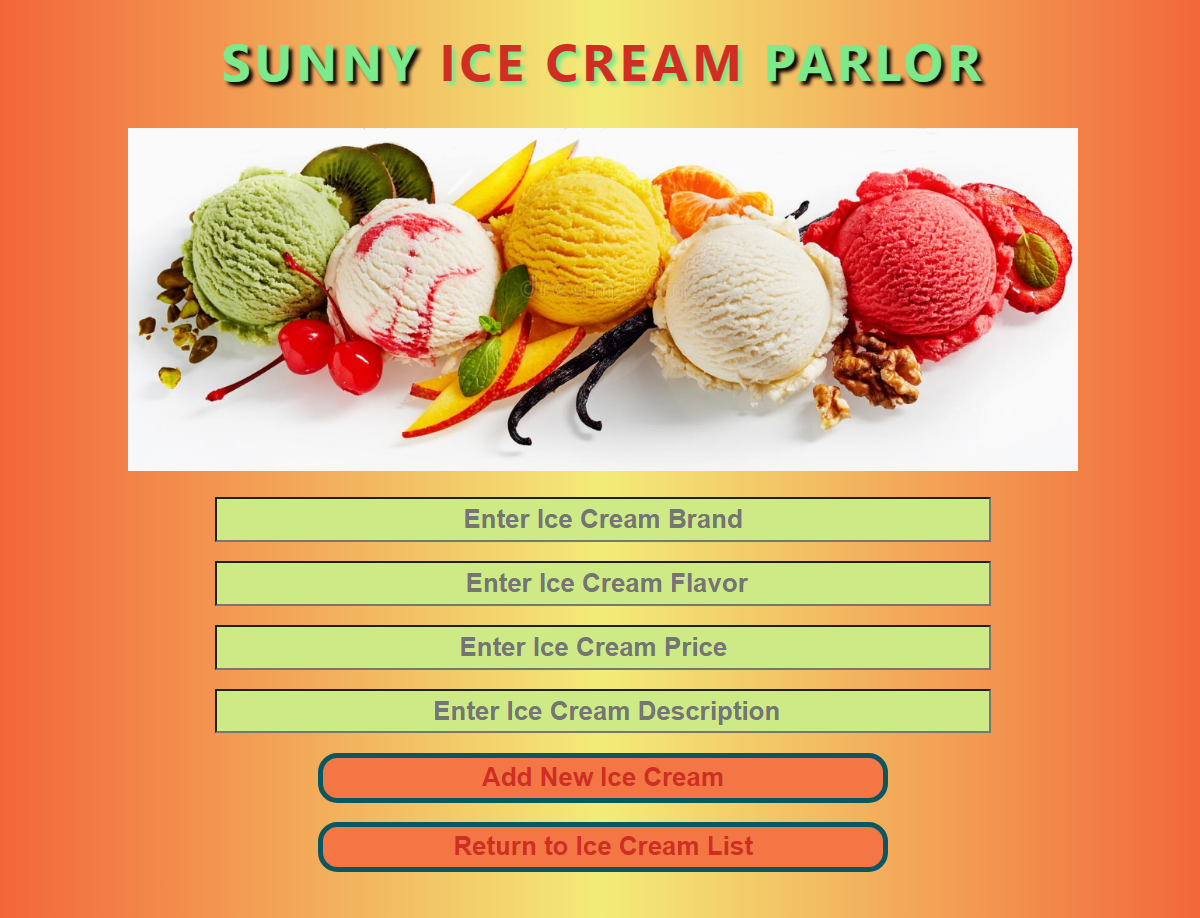 SUNNY ICE CREAM PARLOR
Enter Ice Cream Brand
Enter Ice Cream Flavor
Enter Ice Cream Price
Enter Ice Cream Description
Add New Ice Cream
Return to Ice Cream List